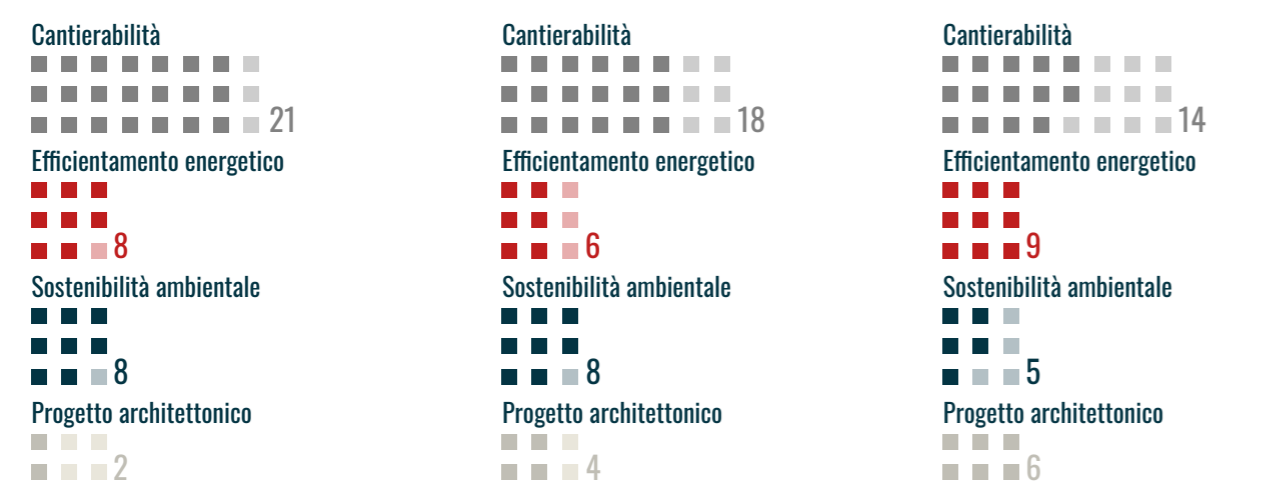 Cantierabilità
21
Efficientamento energetico
8
Sostenibilità ambientale
8
Progetto architettonico
2
Cantierabilità
18
Efficientamento energetico
6
Sostenibilità ambientale
8
Progetto architettonico
4
Cantierabilità
14
Efficientamento energetico
9
Sostenibilità ambientale
5
Progetto architettonico
6